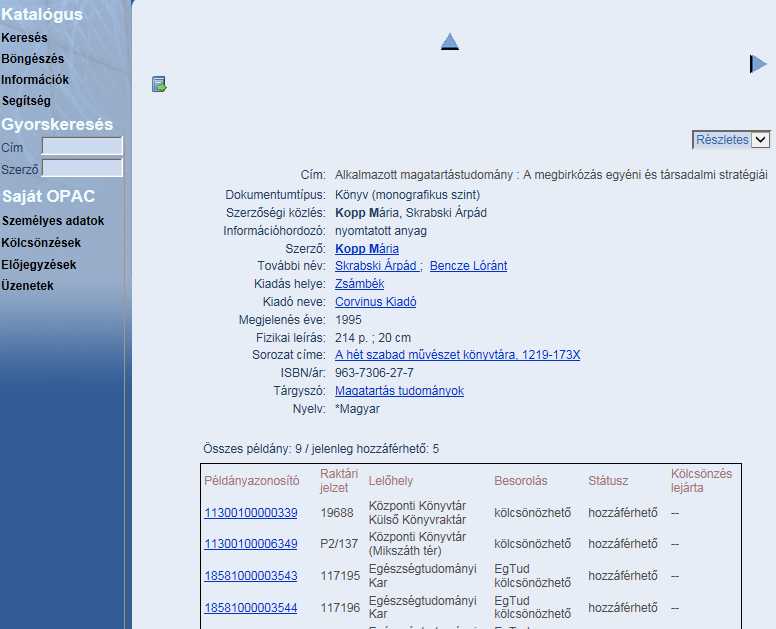 Katalógus
Keresés
Böngészés
Információk
Segítség
Gyorskeresés
Cím
Szerző
Saját OPAC
Személyes adatok
Kölcsönzések
Előjegyzések
Üzenetek
Részletes
Cím: Alkalmazott magatartástudomány : A megbirkózás egyéni és társadalmi stratégiái
Dokumentumtípus: Könyv (monografikus szint)
Szerzőségi közlés: Kopp Mária, Skrabski Árpád
Információhordozó: nyomtatott anyag
Szerző: Kopp Mária
További név: Skrabski Árpád ; Bencze Lóránt
Kiadás helye: Zsámbék
Kiadó neve: Corvinus Kiadó
Megjelenés éve: 1995
Fizikai leírás: 214 p. ; 20 cm
Sorozat címe: A hét szabad művészet könyvtára, 1219-173X
ISBN/ár: 963-7306-27-7
Tárgyszó: Magatartás tudományok
Nyelv: *Magyar
Összes példány: 9 / jelenleg hozzáférhető: 5
Példányazonosító Raktári jelzet Lelőhely Besorolás Státusz Kölcsönzés lejárta
11300100000339 19688 Központi Könyvtár Külső Könyvraktár kölcsönözhető hozzáférhető --
11300100006349 P2/137 Központi Könyvtár (Mikszáth tér) kölcsönözhető hozzáférhető --
18581000003543 117195 Egészségtudományi Kar EgTud kölcsönözhető hozzáférhető --
18581000003544 117196 Egészségtudományi Kar EgTud kölcsönözhető hozzáférhető --